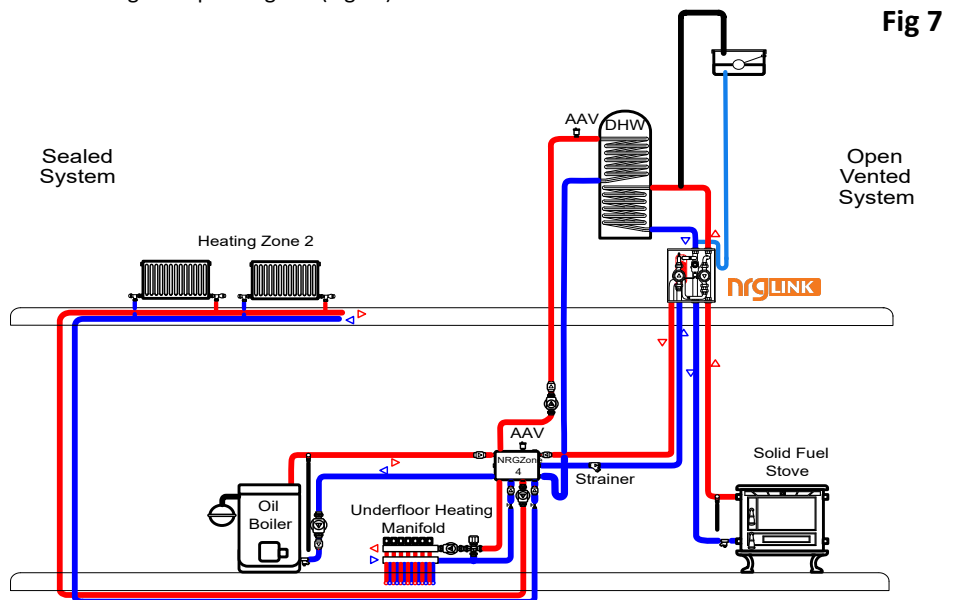 Fig 7
AAV
DHW
Sealed
System
Open
Vented
System
Heating Zone 2
nrgLINK
AAV
NRGZone
4
Strainer
Solid Fuel
Stove
Oil
Boiler
Underfloor Heating
Manifold